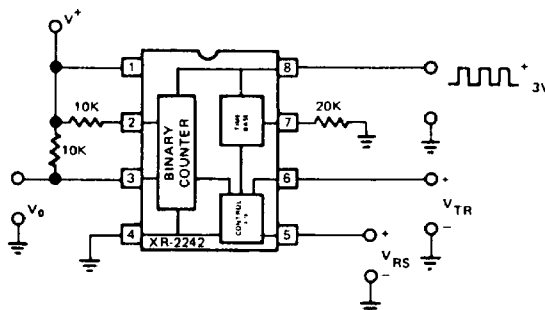 V+
1
8
+
3V
10K
2
7
20K
10K
BINARY
COUNTER
TIME
BASE
3
6
+
V0
VTR
CONTROL
4
XR-2242
5
+
VRS
-
-